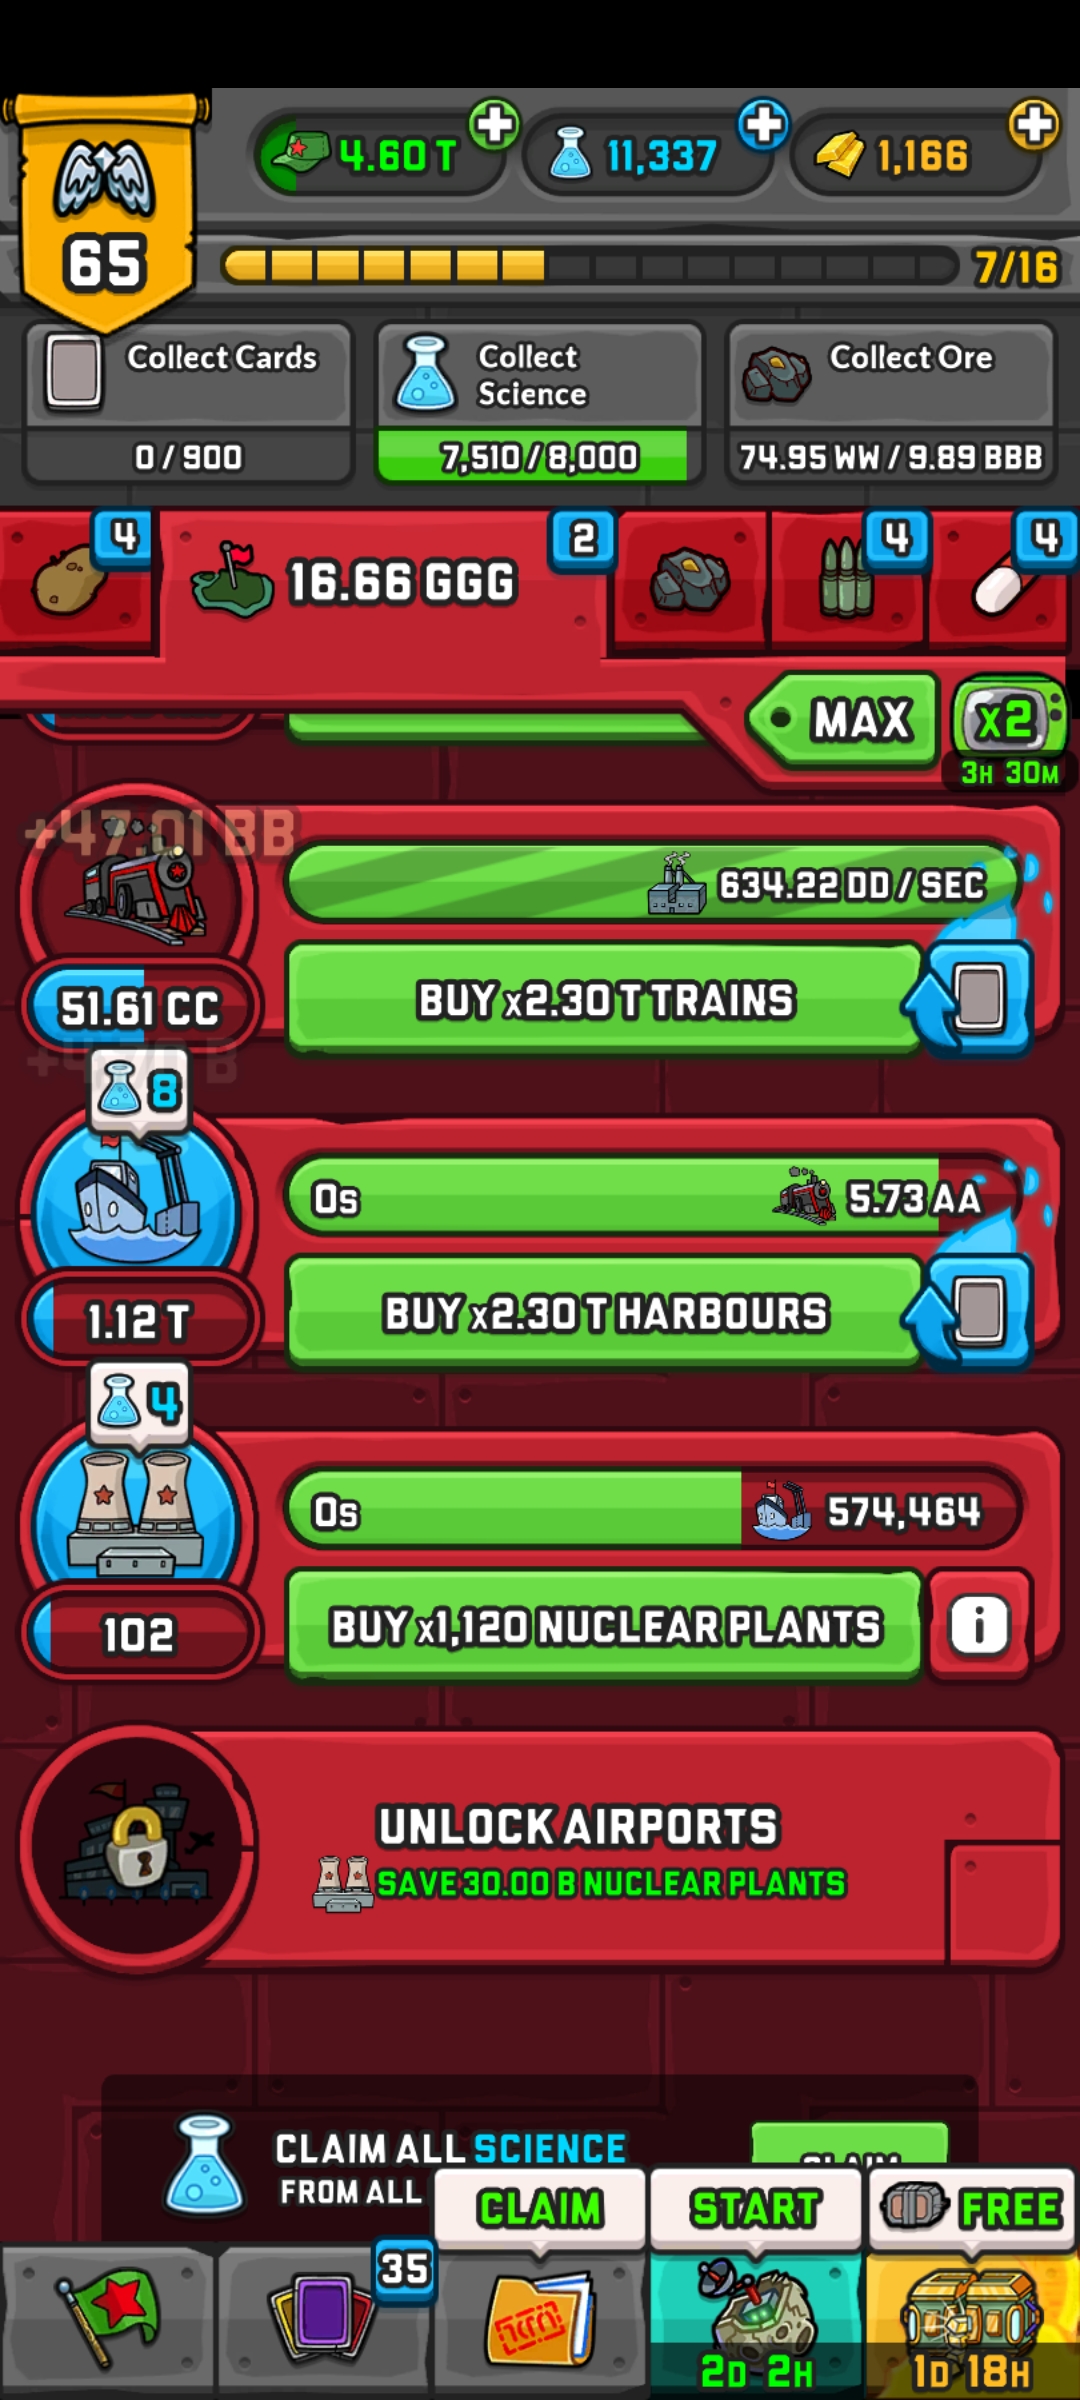 4.60 T
11,337
1,166
65
7/16
Collect Cards
Collect
Science
Collect Ore
0 / 900
7,510 / 8,000
74.95 WW / 9.89 BBB
4
16.66 GGG
2
4
4
MAX
x2
3H 30M
+47.01 BB
634.22 DD / SEC
BUY x2.30 T TRAINS
51.61 CC
8
0s
5.73 AA
BUY x2.30 T HARBOURS
1.12 T
4
0s
574,464
BUY x1,120 NUCLEAR PLANTS
i
102
UNLOCK AIRPORTS
SAVE 30.00 B NUCLEAR PLANTS
CLAIM ALL SCIENCE
FROM ALL
CLAIM
CLAIM
START
FREE
35
2D 2H
1D 18H